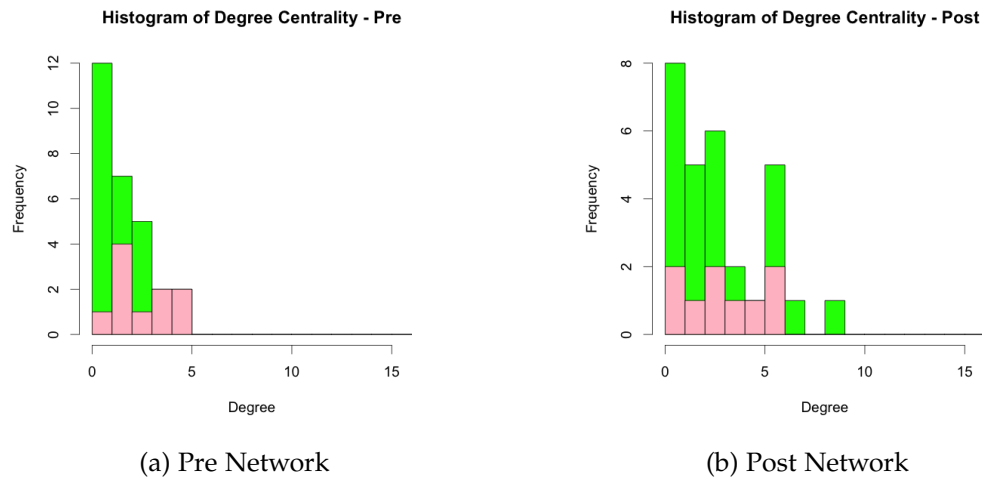 Histogram of Degree Centrality - Pre
Frequency
0
2
4
6
8
10
12
0 5 10 15
Degree
(a) Pre Network
Histogram of Degree Centrality - Post
Frequency
0
2
4
6
8
0 5 10 15
Degree
(b) Post Network